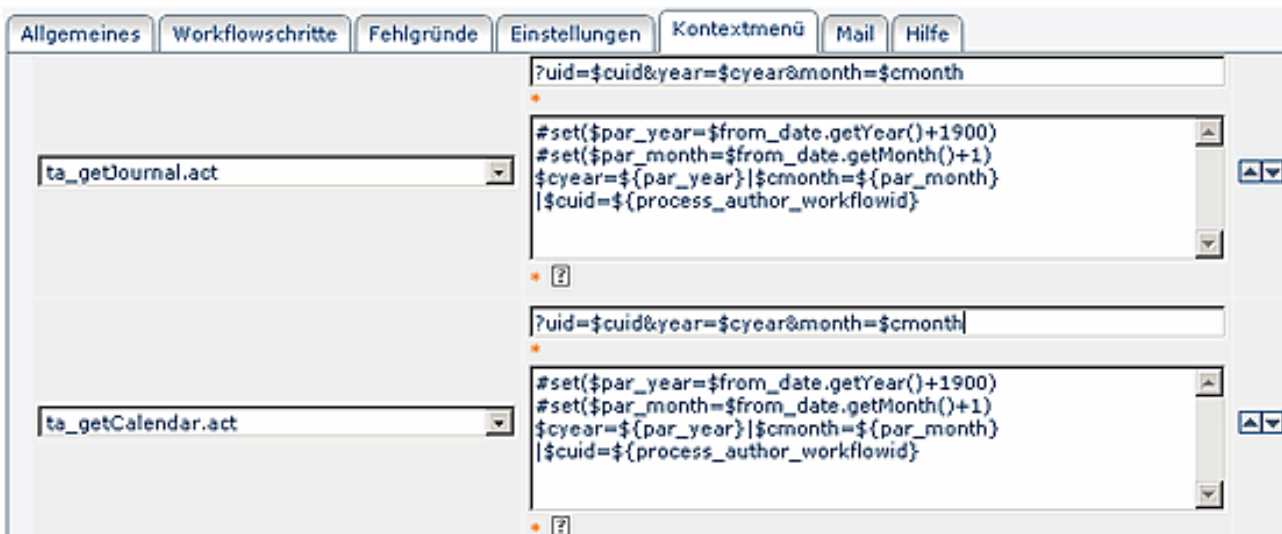 Allgemeines Workflowschritte Fehlgründe Einstellungen Kontextmenü Mail Hilfe
?uid=$cuid&year=$cyear&month=$cmonth
*
ta_getJournal.act
#set($par_year=$from_date.getYear()+1900)
#set($par_month=$from_date.getMonth()+1)
$cyear=${par_year}|$cmonth=${par_month}
|$cuid=${process_author_workflowid}
* ?
?uid=$cuid&year=$cyear&month=$cmonth
*
ta_getCalendar.act
#set($par_year=$from_date.getYear()+1900)
#set($par_month=$from_date.getMonth()+1)
$cyear=${par_year}|$cmonth=${par_month}
|$cuid=${process_author_workflowid}
* ?